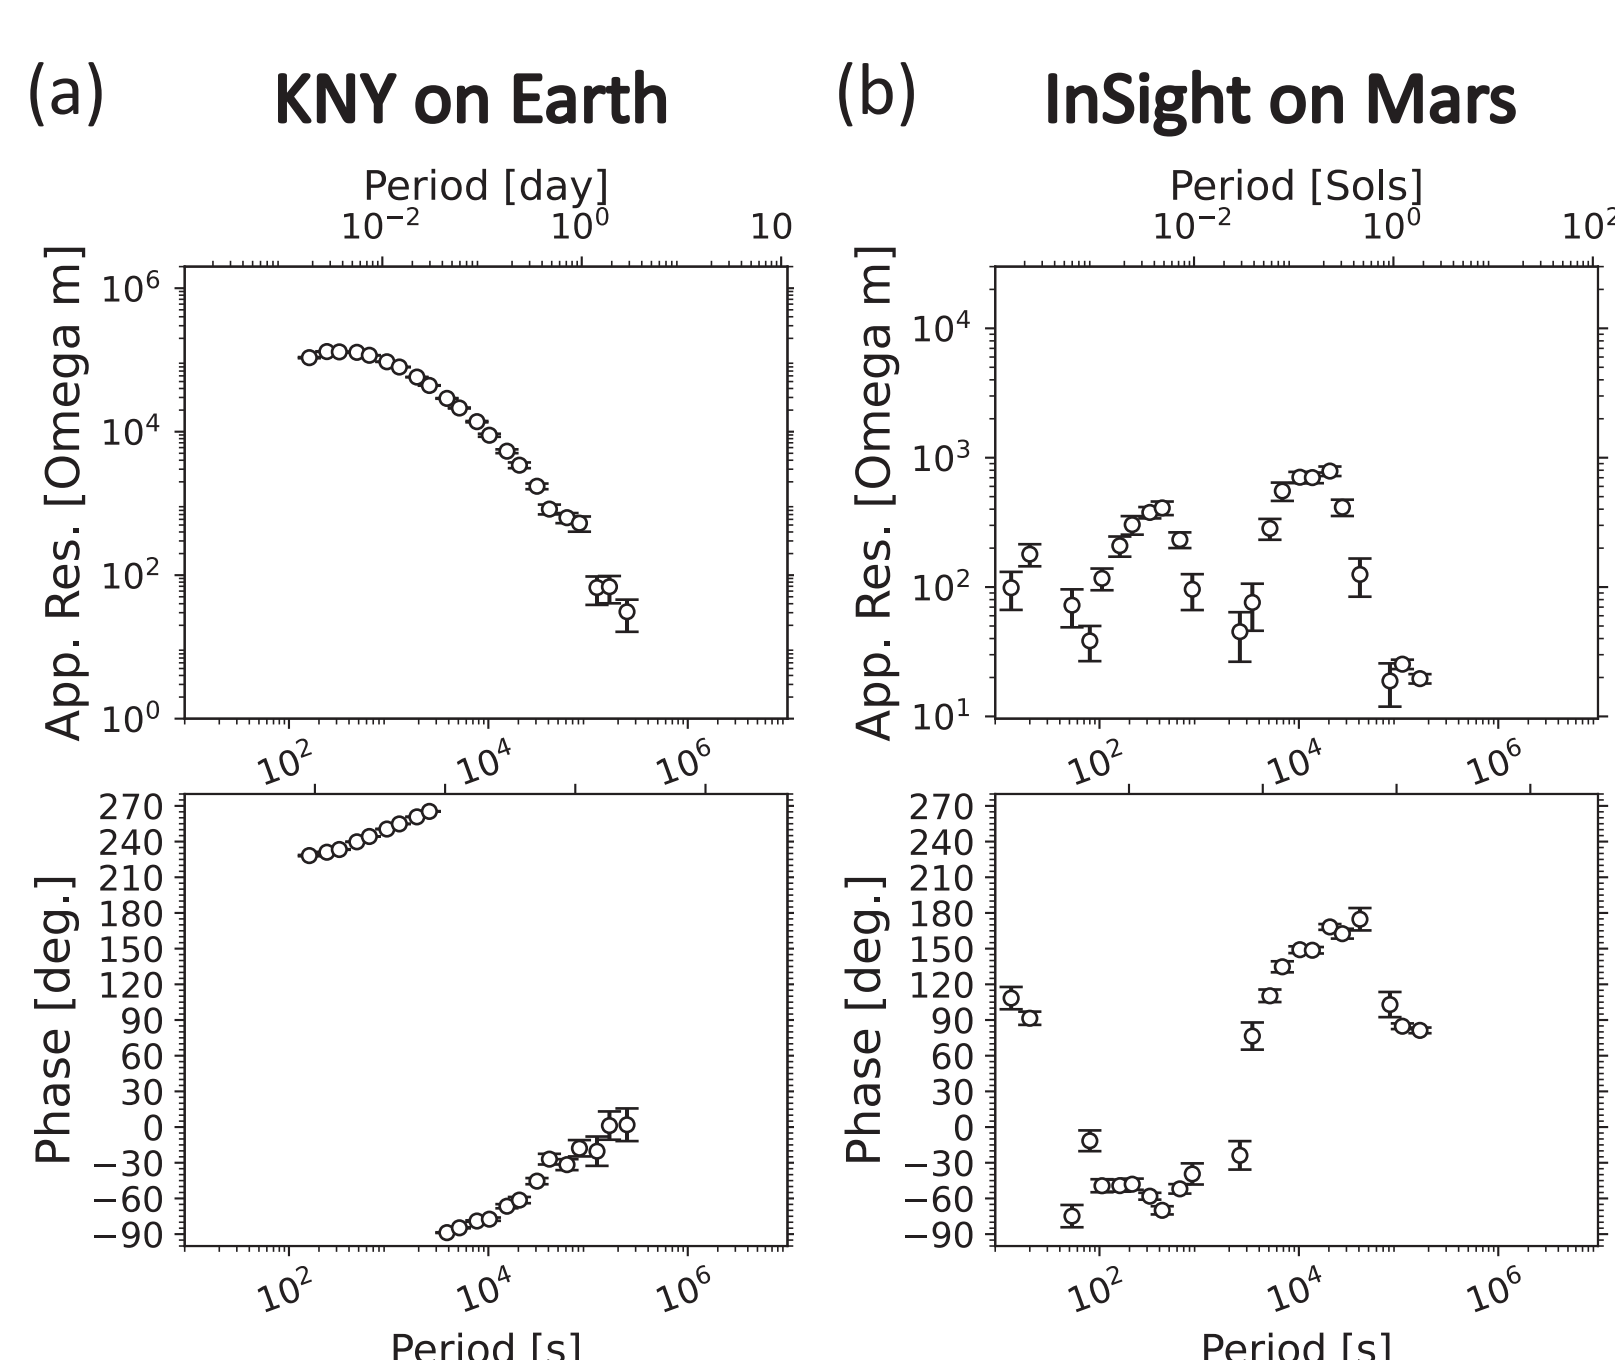 (a) KNY on Earth (b) InSight on Mars
Period [day] Period [Sols]
10⁻² 10⁰ 10 10⁻² 10⁰ 10²
App. Res. [Omega m]
10⁶
10⁴
10²
10⁰
10² 10⁴ 10⁶
App. Res. [Omega m]
10⁴
10³
10²
10¹
10² 10⁴ 10⁶
Phase [deg.]
270
240
210
180
150
120
90
60
30
0
−30
−60
−90
10² 10⁴ 10⁶
Period [s]
Phase [deg.]
270
240
210
180
150
120
90
60
30
0
−30
−60
−90
10² 10⁴ 10⁶
Period [s]